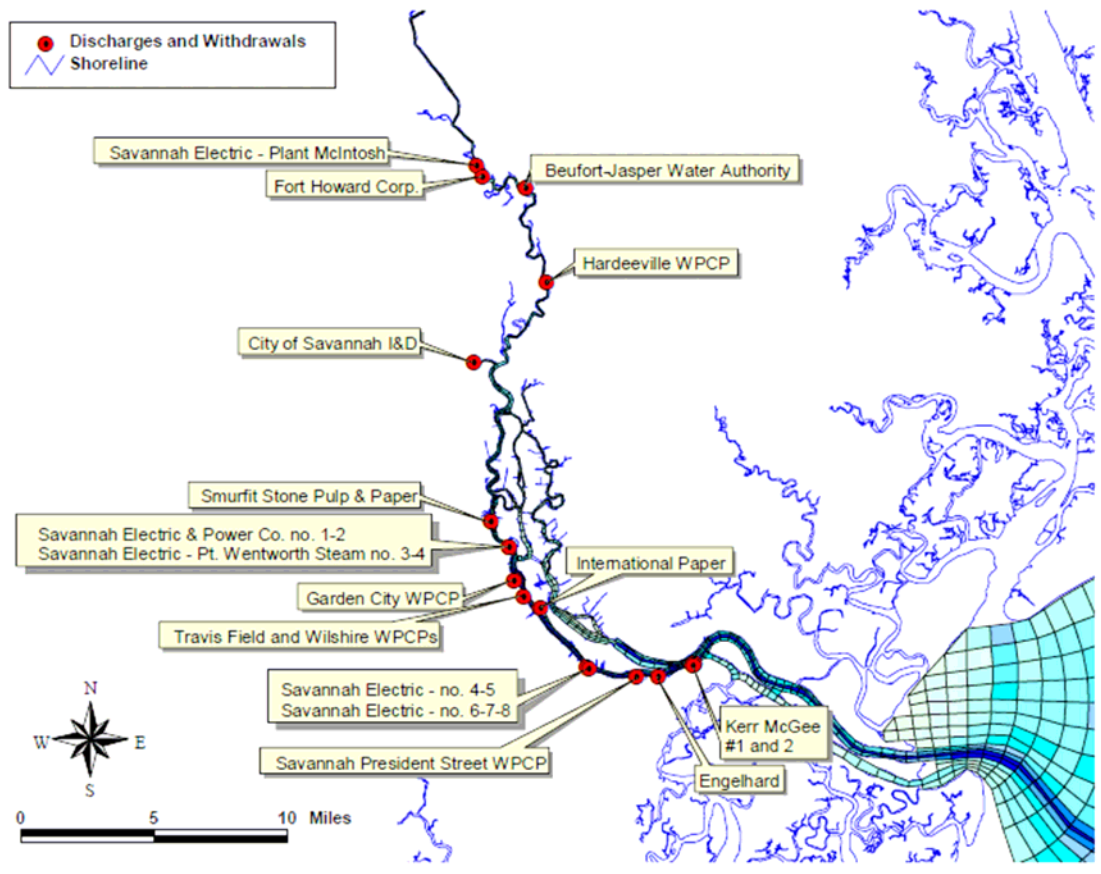 Discharges and Withdrawals
Shoreline
Savannah Electric - Plant McIntosh
Fort Howard Corp.
Beufort-Jasper Water Authority
Hardeeville WPCP
City of Savannah I&D
Smurfit Stone Pulp & Paper
Savannah Electric & Power Co. no. 1-2
Savannah Electric - Pt. Wentworth Steam no. 3-4
International Paper
Garden City WPCP
Travis Field and Wilshire WPCPs
Savannah Electric - no. 4-5
Savannah Electric - no. 6-7-8
Kerr McGee
#1 and 2
Savannah President Street WPCP
Engelhard
N
W E
S
0 5 10 Miles